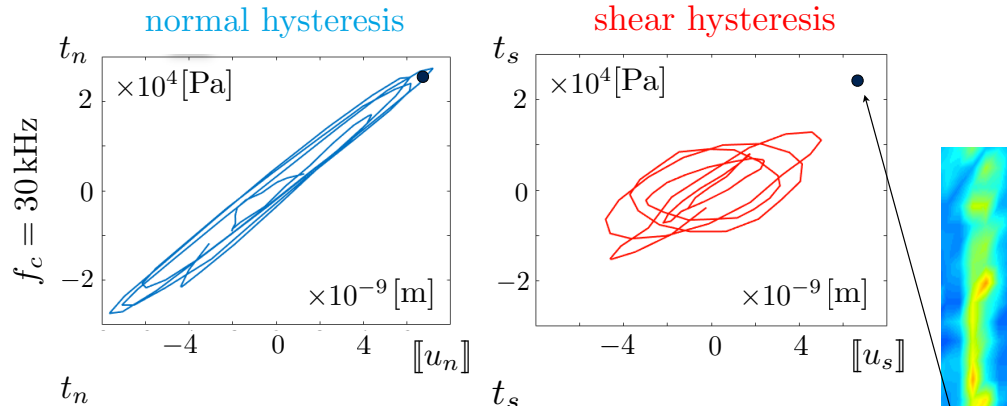 normal hysteresis
shear hysteresis
t_n
t_s
×10^4 [Pa]
×10^4 [Pa]
2
2
f_c = 30 kHz
0
0
−2
−2
×10^−9 [m]
×10^−9 [m]
−4
0
4
⟦u_n⟧
−4
0
4
⟦u_s⟧
t_n
t_s